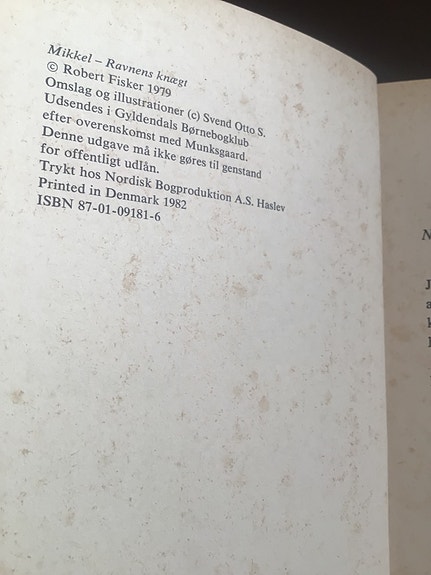 Mikkel – Ravnens knægt
© Robert Fisker 1979
Omslag og illustrationer (c) Svend Otto S.
Udsendes i Gyldendals Børnebogklub
efter overenskomst med Munksgaard.
Denne udgave må ikke gøres til genstand
for offentligt udlån.
Trykt hos Nordisk Bogproduktion A.S. Haslev
Printed in Denmark 1982
ISBN 87-01-09181-6